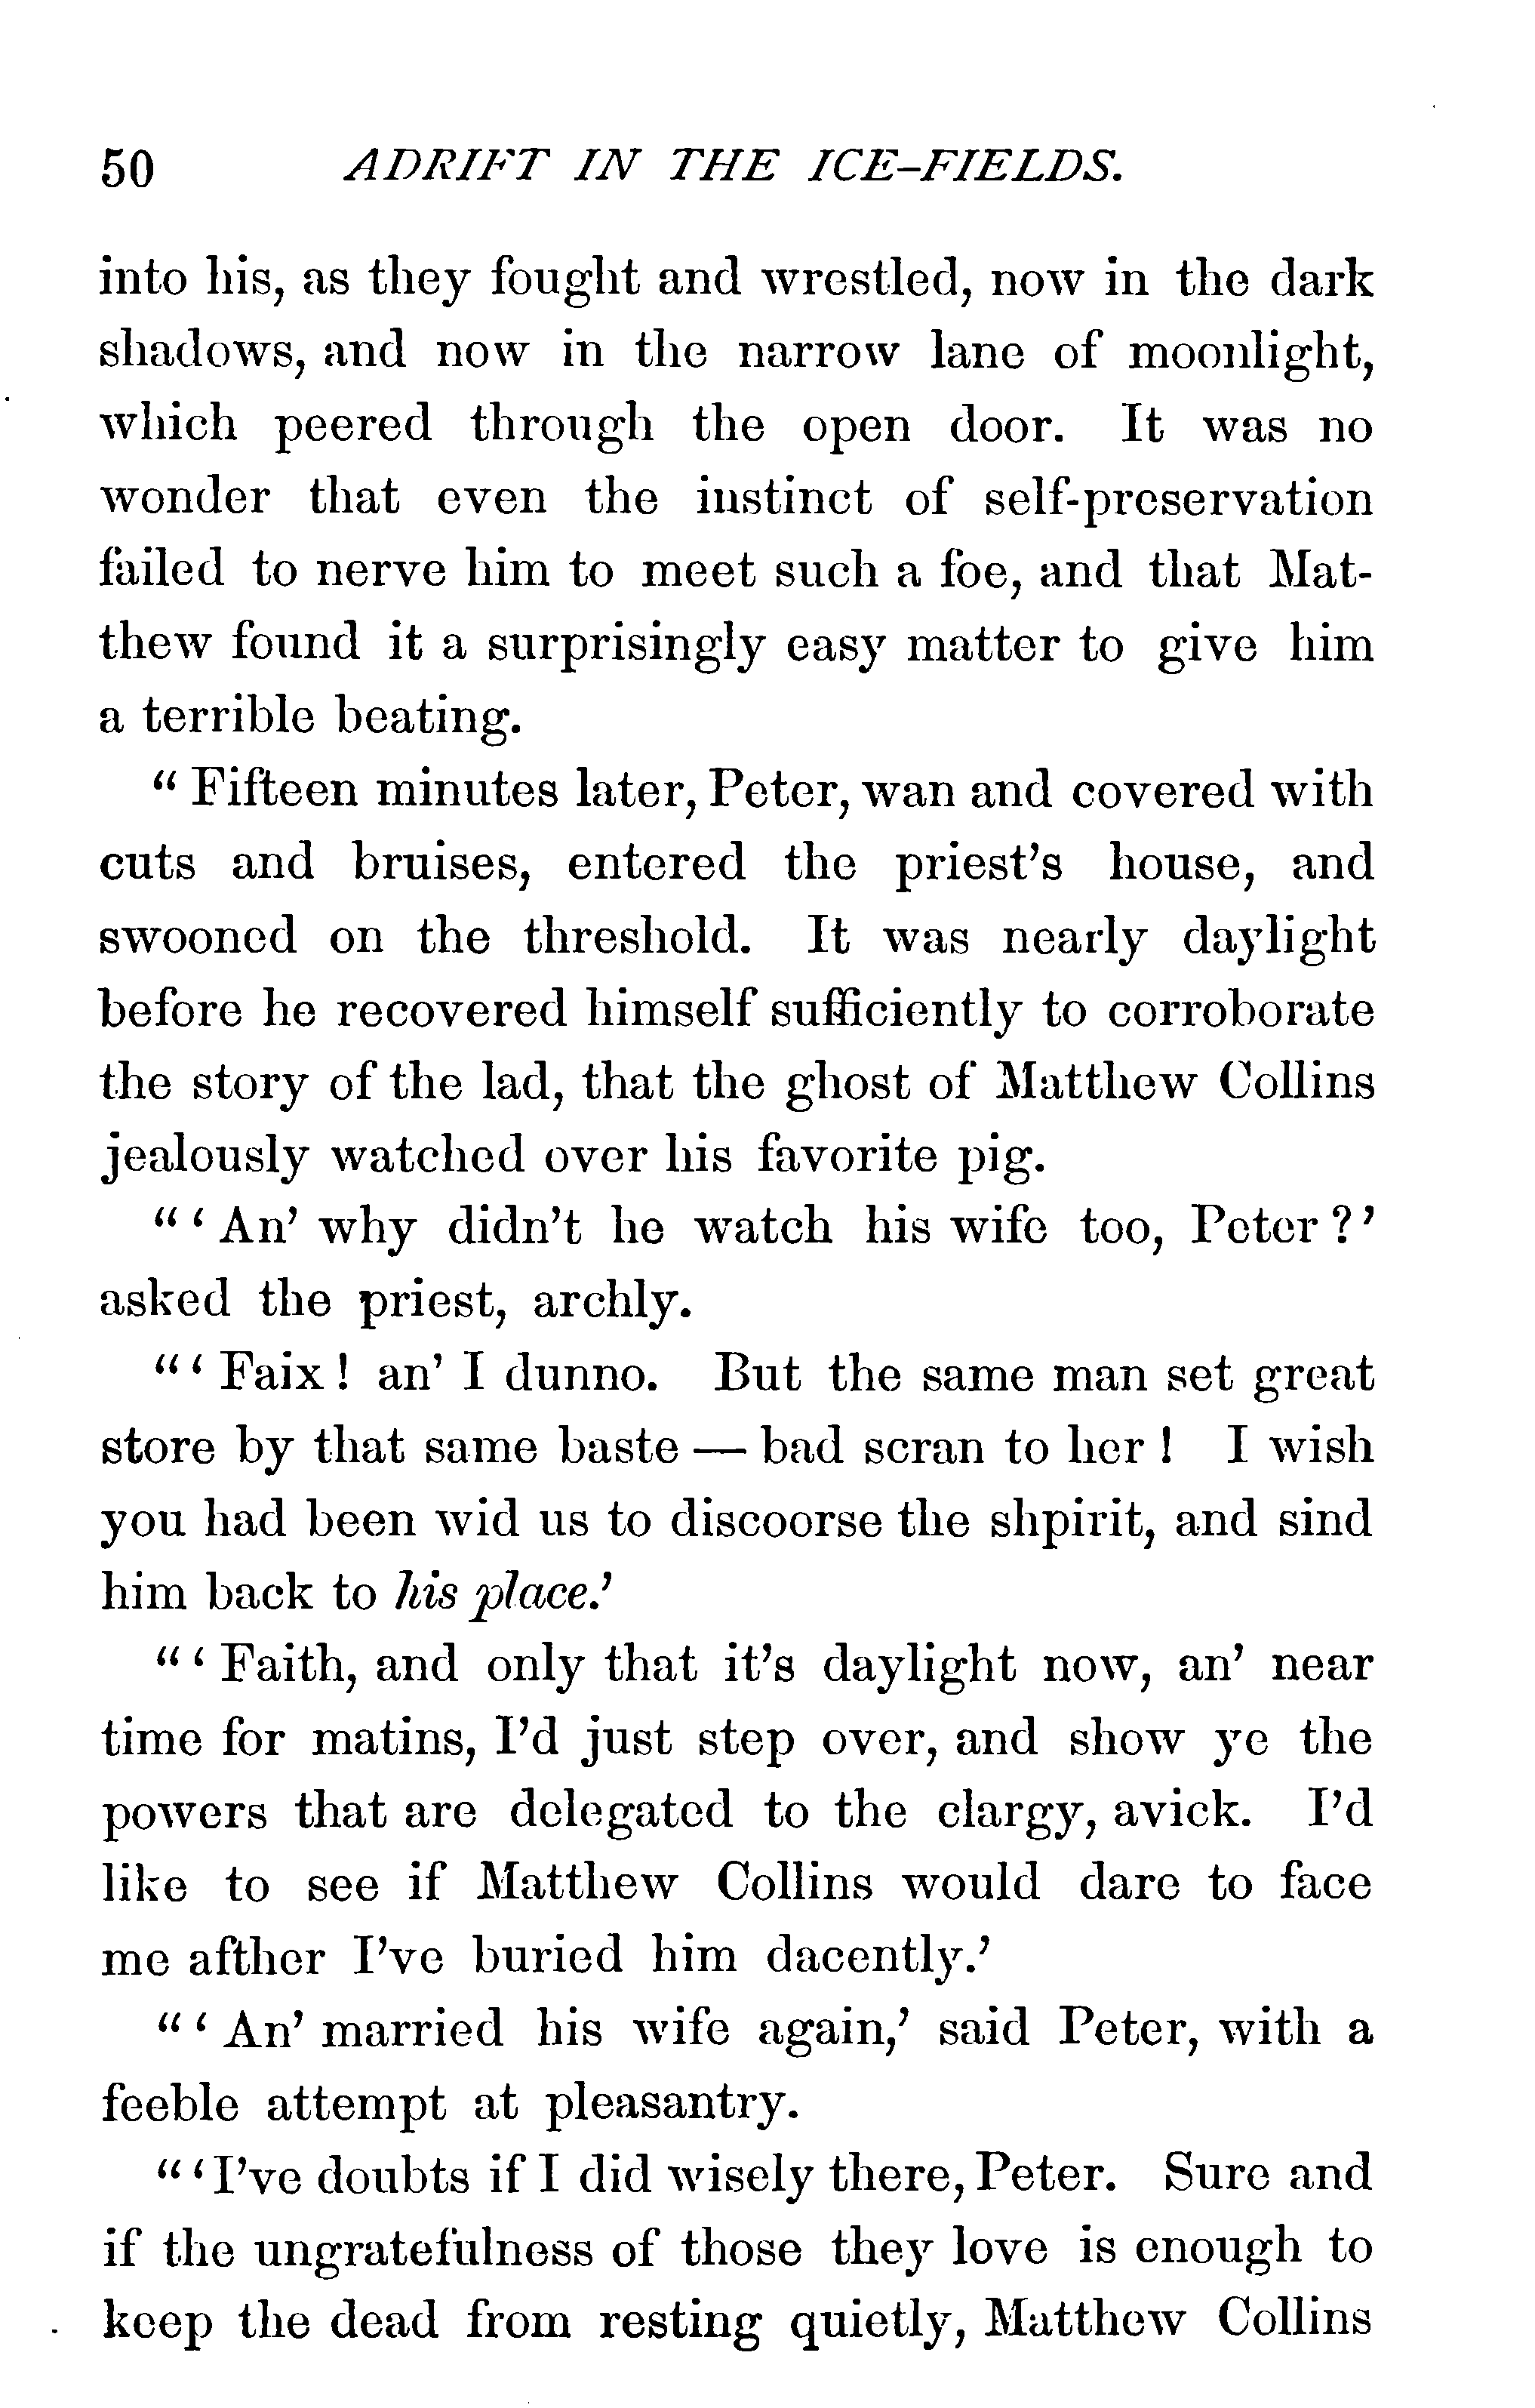 50 ADRIFT IN THE ICE-FIELDS.
into his, as they fought and wrestled, now in the dark
shadows, and now in the narrow lane of moonlight,
which peered through the open door. It was no
wonder that even the instinct of self-preservation
failed to nerve him to meet such a foe, and that Mat-
thew found it a surprisingly easy matter to give him
a terrible beating.
“ Fifteen minutes later, Peter, wan and covered with
cuts and bruises, entered the priest's house, and
swooned on the threshold. It was nearly daylight
before he recovered himself sufficiently to corroborate
the story of the lad, that the ghost of Matthew Collins
jealously watched over his favorite pig.
“ ‘ An’ why didn't he watch his wife too, Peter ? ’
asked the priest, archly.
“ ‘ Faix ! an’ I dunno. But the same man set great
store by that same baste — bad scran to her ! I wish
you had been wid us to discoorse the shpirit, and sind
him back to his place.’
“ ‘ Faith, and only that it's daylight now, an’ near
time for matins, I'd just step over, and show ye the
powers that are delegated to the clargy, avick. I'd
like to see if Matthew Collins would dare to face
me afther I've buried him dacently.’
“ ‘ An’ married his wife again,’ said Peter, with a
feeble attempt at pleasantry.
“ ‘ I've doubts if I did wisely there, Peter. Sure and
if the ungratefulness of those they love is enough to
keep the dead from resting quietly, Matthew Collins